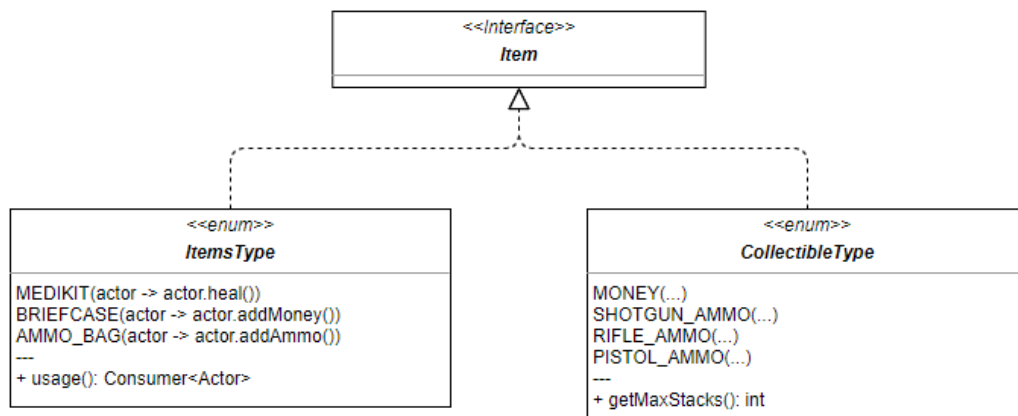 <<Interface>>
Item
<<enum>>
ItemsType
MEDIKIT(actor -> actor.heal())
BRIEFCASE(actor -> actor.addMoney())
AMMO_BAG(actor -> actor.addAmmo())
---
+ usage(): Consumer<Actor>
<<enum>>
CollectibleType
MONEY(...)
SHOTGUN_AMMO(...)
RIFLE_AMMO(...)
PISTOL_AMMO(...)
---
+ getMaxStacks(): int